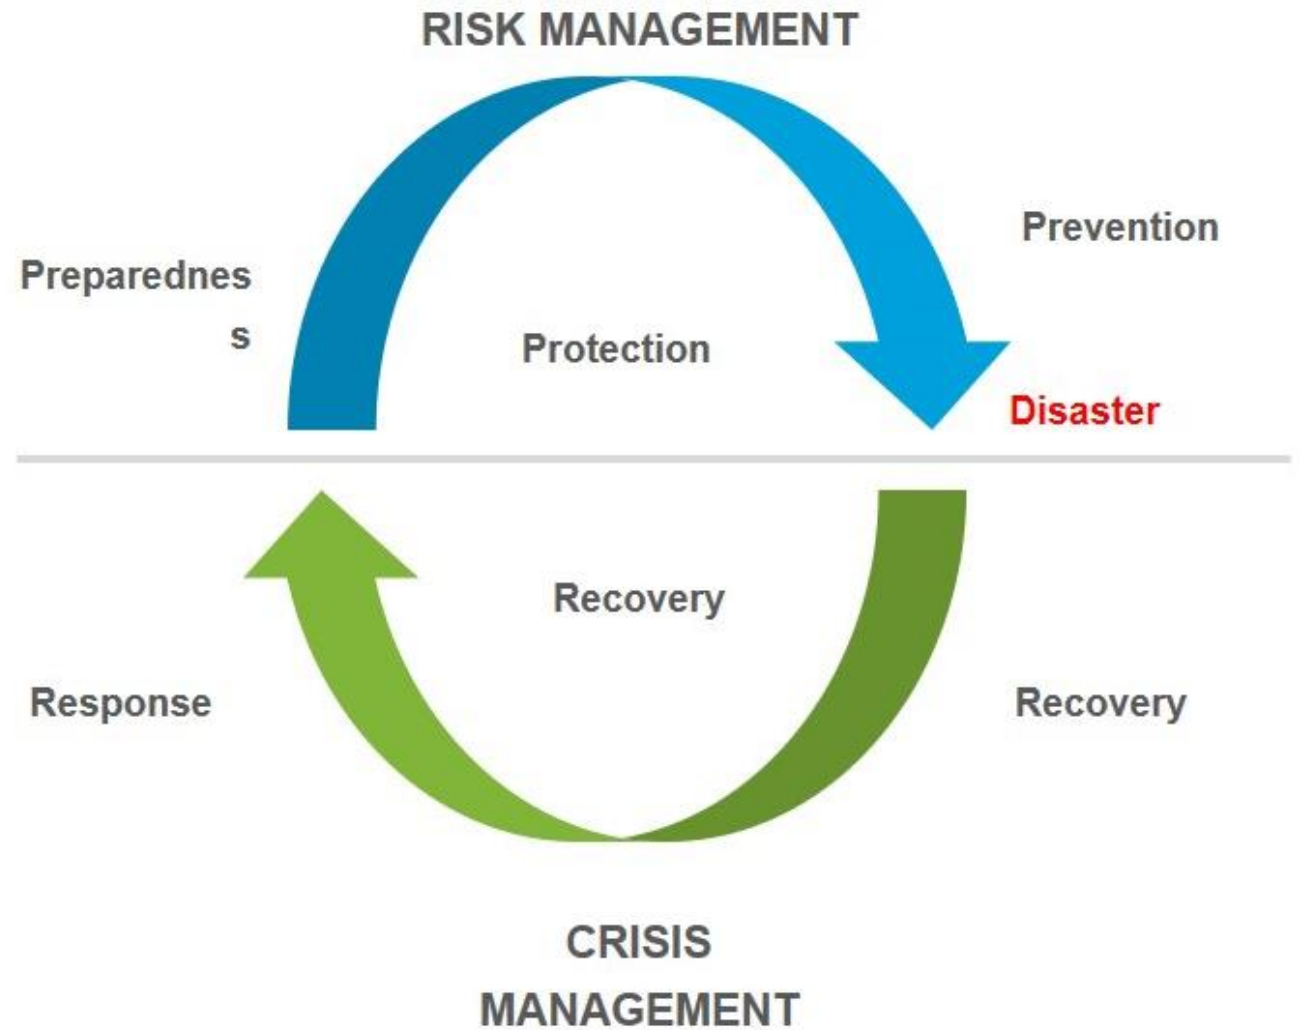 RISK MANAGEMENT
Prevention
Preparednes
s
Protection
Disaster
Recovery
Response
Recovery
CRISIS
MANAGEMENT